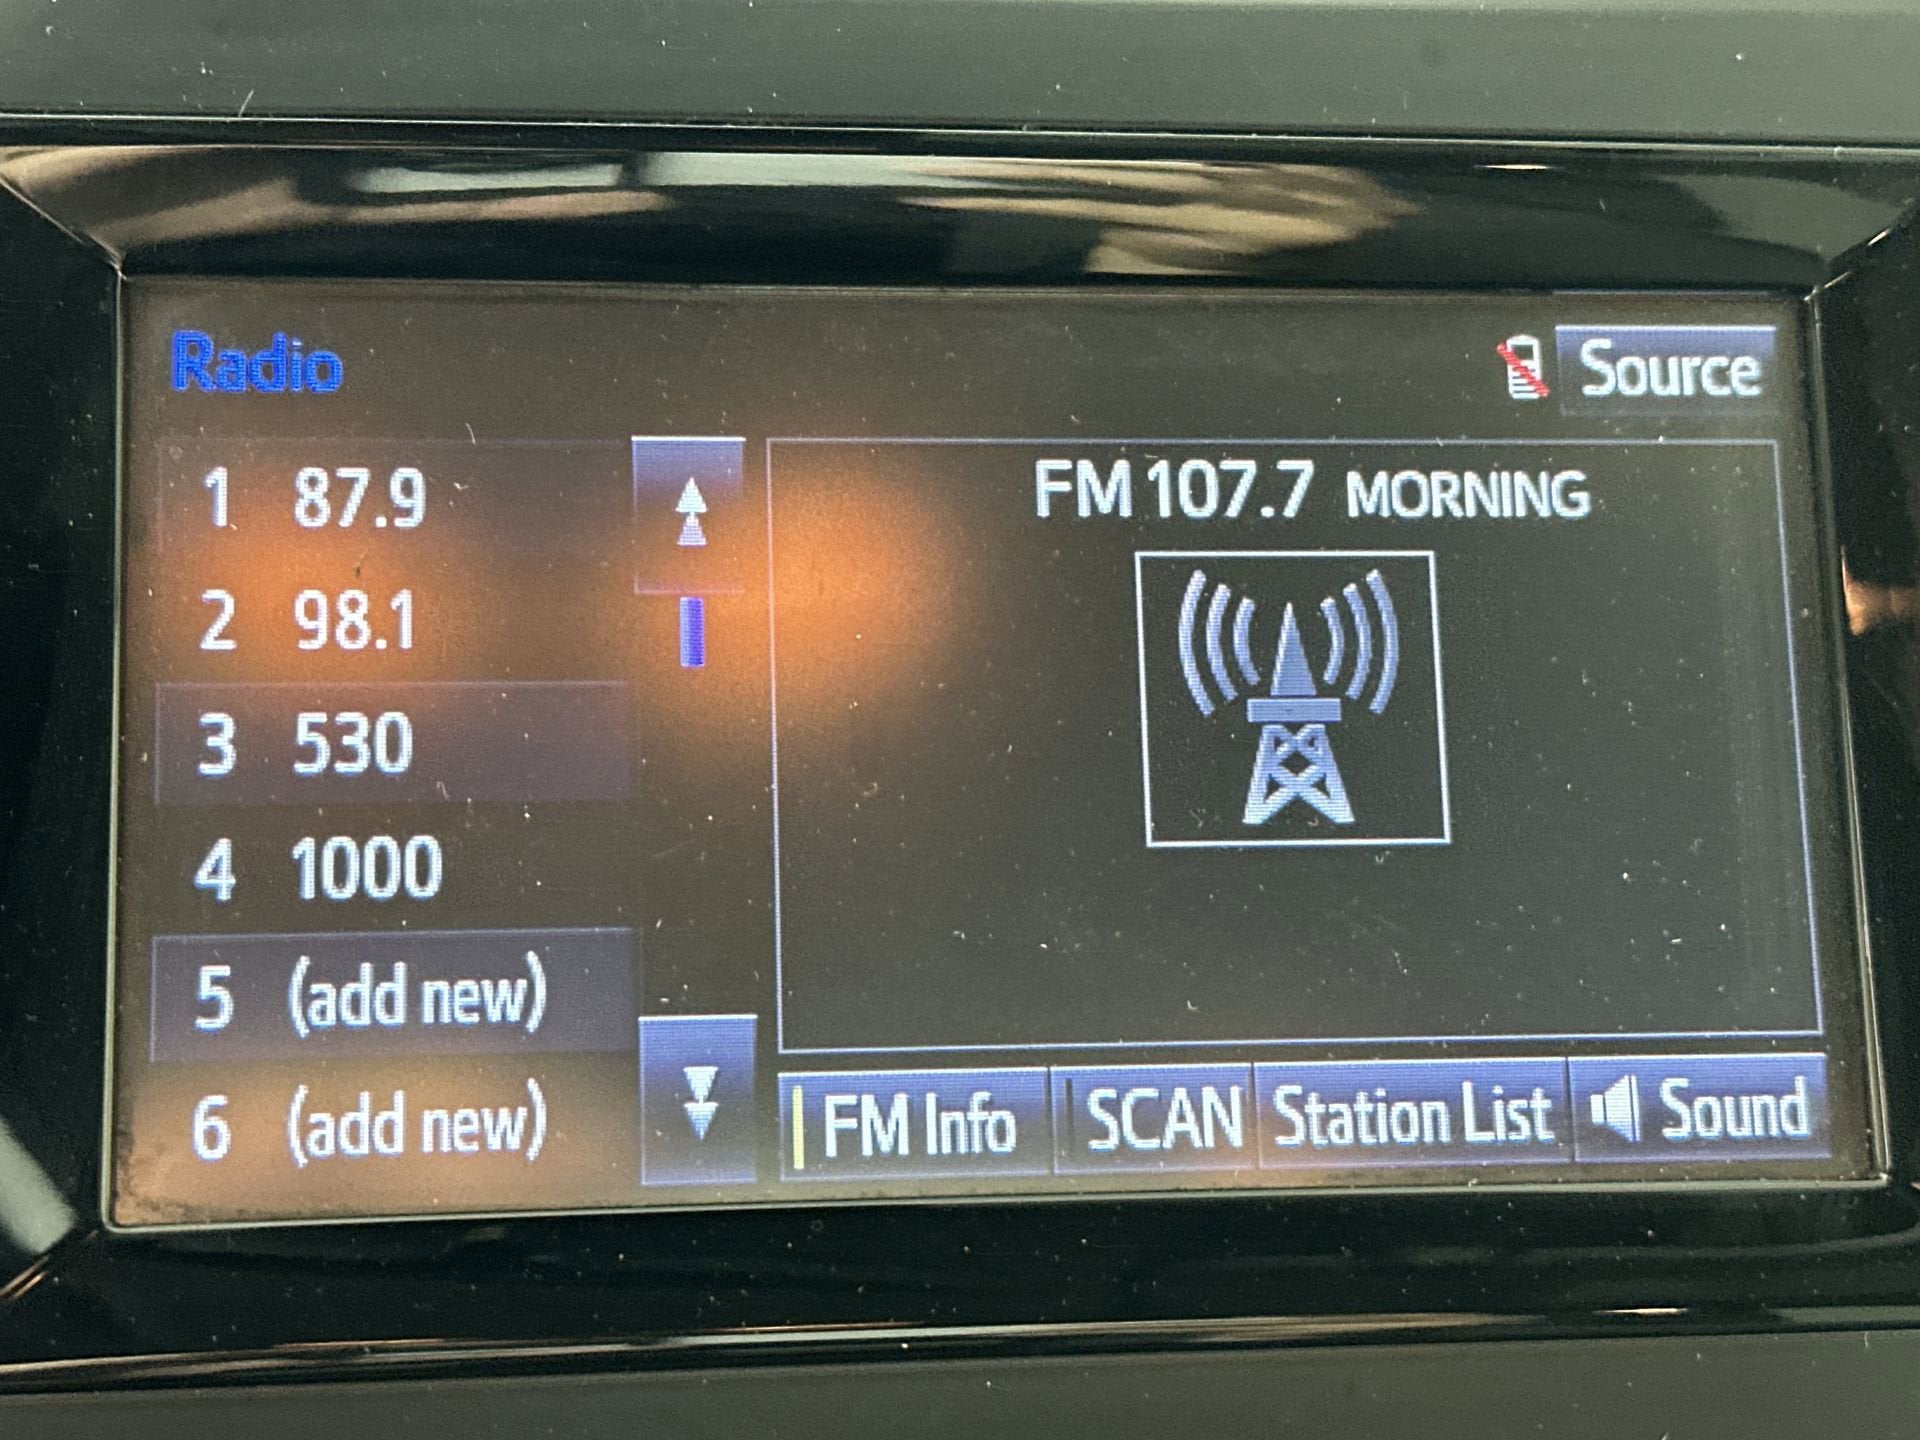 Radio
Source
1 87.9
2 98.1
3 530
4 1000
5 (add new)
6 (add new)
FM 107.7 MORNING
FM Info
SCAN
Station List
Sound